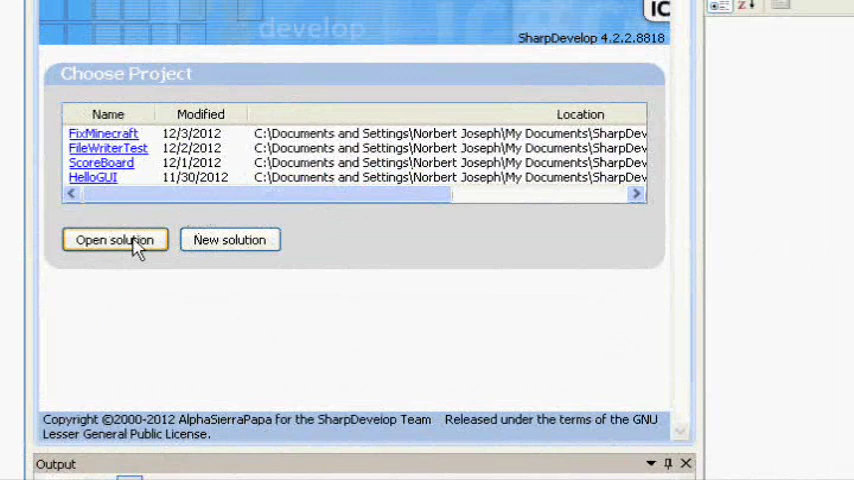 IC
develop
SharpDevelop 4.2.2.8818
Choose Project
Name Modified Location
FixMinecraft 12/3/2012 C:\Documents and Settings\Norbert Joseph\My Documents\SharpDev
FileWriterTest 12/2/2012 C:\Documents and Settings\Norbert Joseph\My Documents\SharpDev
ScoreBoard 12/1/2012 C:\Documents and Settings\Norbert Joseph\My Documents\SharpDev
HelloGUI 11/30/2012 C:\Documents and Settings\Norbert Joseph\My Documents\SharpDev
Open solution New solution
Copyright ©2000-2012 AlphaSierraPapa for the SharpDevelop Team Released under the terms of the GNU
Lesser General Public License.
Output